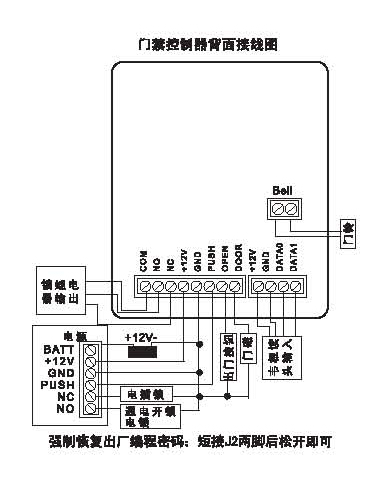 门禁控制器背面接线图
Bell
门铃
COM
NO
NC
+12V
GND
PUSH
OPEN
DOOR
+12V
GND
DATA0
DATA1
锁继电
器输出
出门按钮
门磁
韦根读
头输入
电源
+12V-
BATT
+12V
GND
PUSH
NC
NO
电插锁
通电开锁
电锁
强制恢复出厂编程密码：短接J2两脚后松开即可